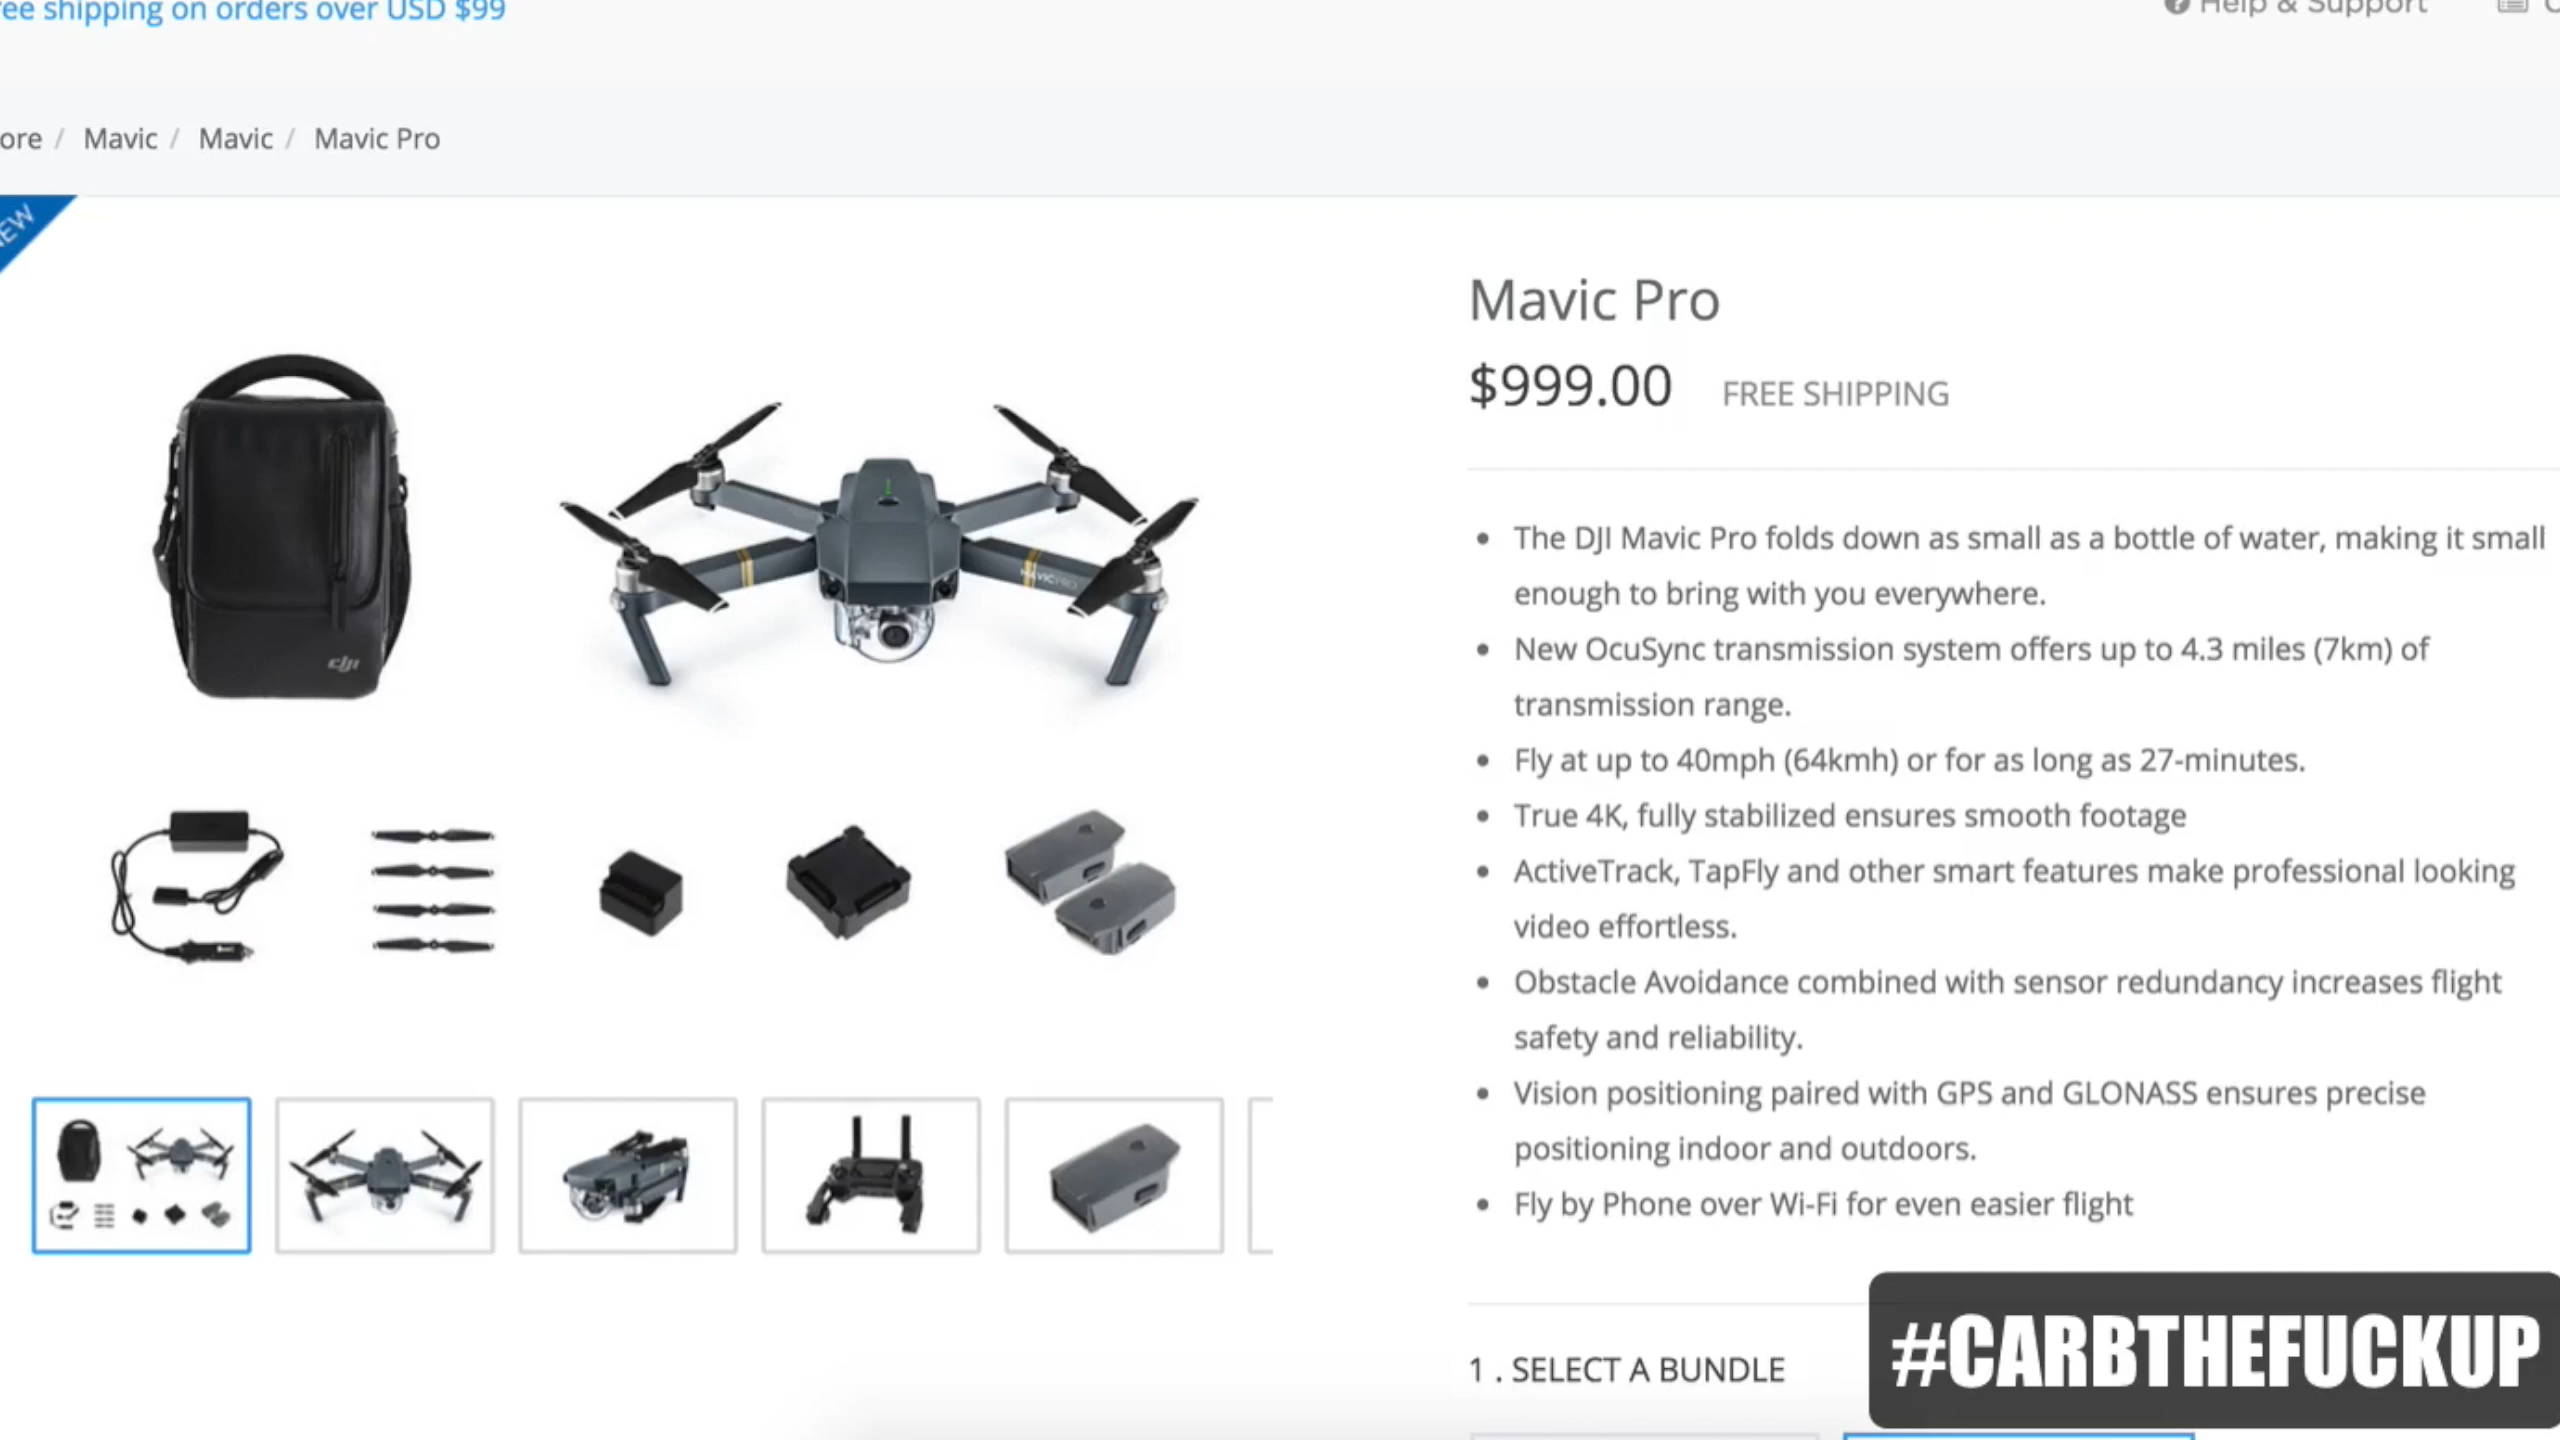 ree shipping on orders over USD $99
Help & Support
ore / Mavic / Mavic / Mavic Pro
EW
Mavic Pro
$999.00 FREE SHIPPING
dji
MAVIC PRO
The DJI Mavic Pro folds down as small as a bottle of water, making it small
enough to bring with you everywhere.
New OcuSync transmission system offers up to 4.3 miles (7km) of
transmission range.
Fly at up to 40mph (64kmh) or for as long as 27-minutes.
True 4K, fully stabilized ensures smooth footage
ActiveTrack, TapFly and other smart features make professional looking
video effortless.
Obstacle Avoidance combined with sensor redundancy increases flight
safety and reliability.
Vision positioning paired with GPS and GLONASS ensures precise
positioning indoor and outdoors.
Fly by Phone over Wi-Fi for even easier flight
1 . SELECT A BUNDLE
#CARBTHEFUCKUP